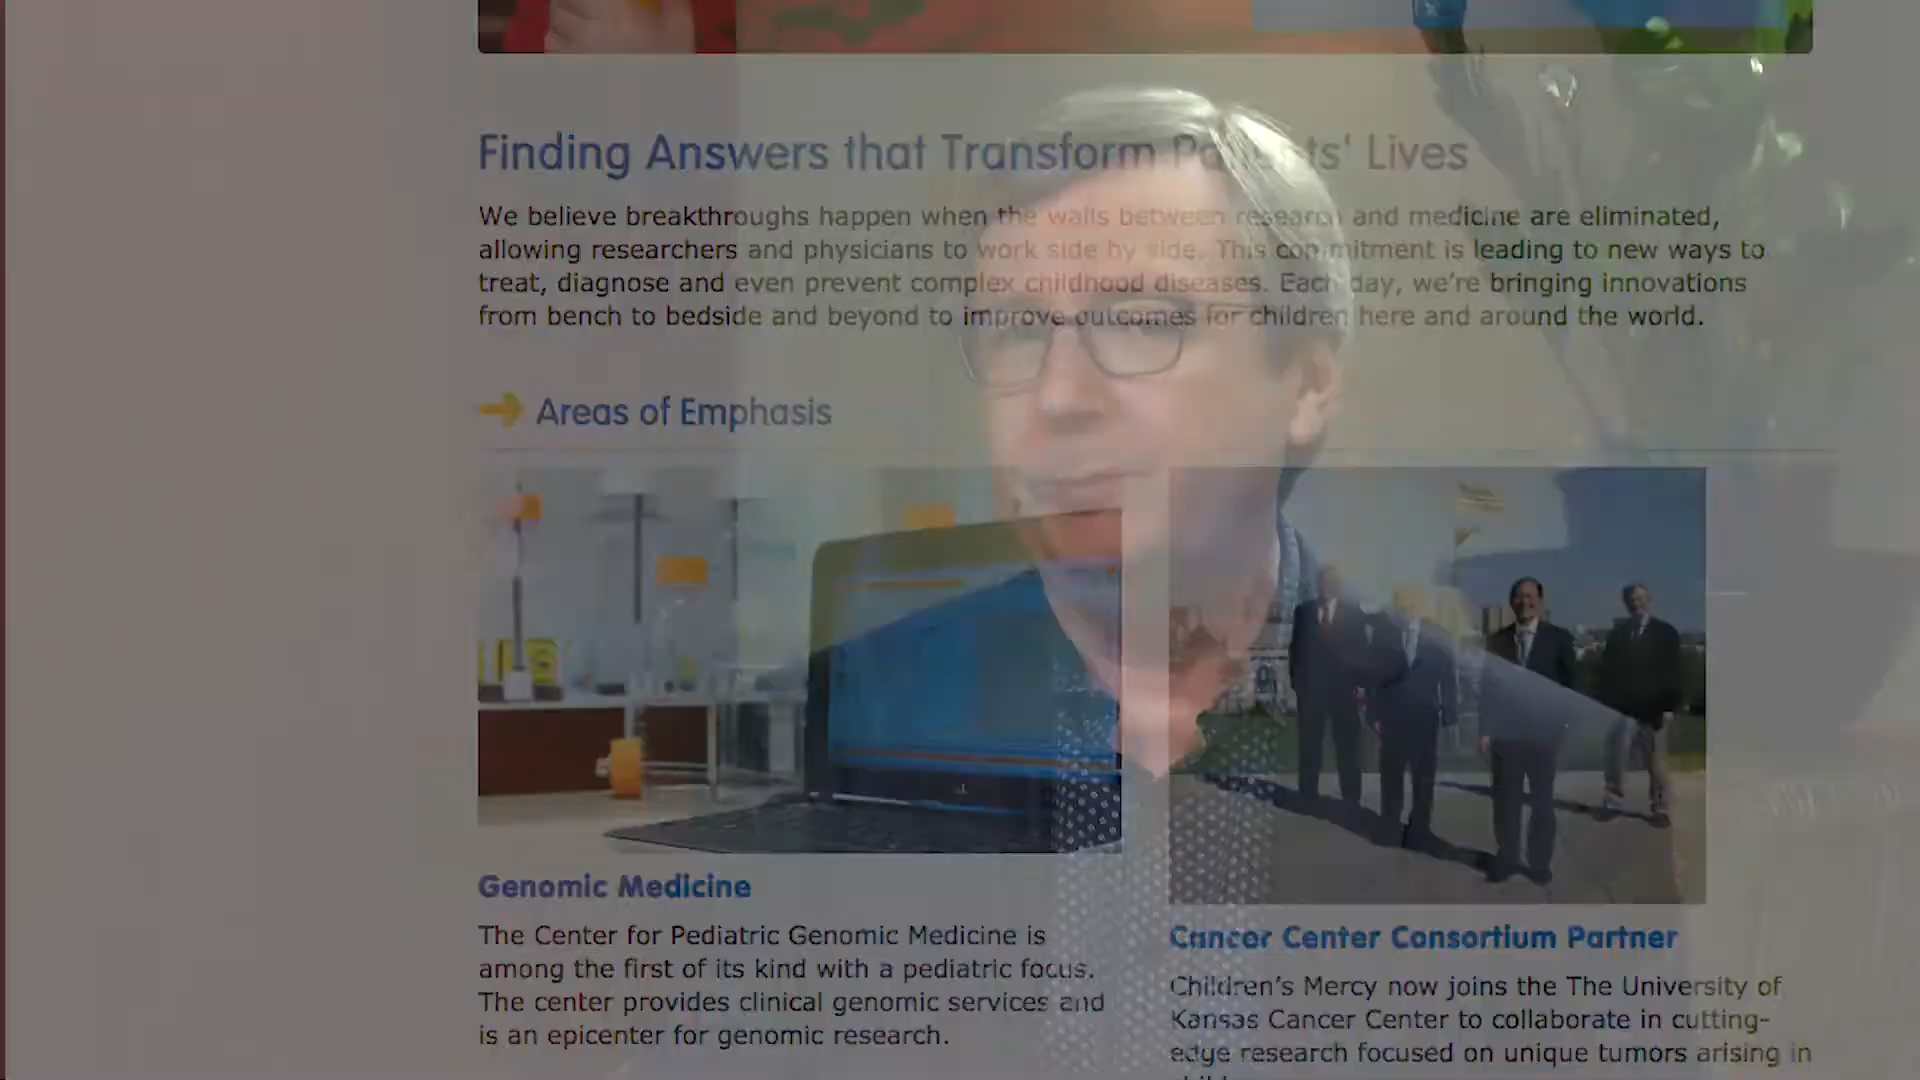 Finding Answers that Transform Patients' Lives
We believe breakthroughs happen when the walls between research and medicine are eliminated,
allowing researchers and physicians to work side by side. This commitment is leading to new ways to
treat, diagnose and even prevent complex childhood diseases. Each day, we're bringing innovations
from bench to bedside and beyond to improve outcomes for children here and around the world.
Areas of Emphasis
Genomic Medicine
The Center for Pediatric Genomic Medicine is
among the first of its kind with a pediatric focus.
The center provides clinical genomic services and
is an epicenter for genomic research.
Cancer Center Consortium Partner
Children's Mercy now joins the The University of
Kansas Cancer Center to collaborate in cutting-
edge research focused on unique tumors arising in